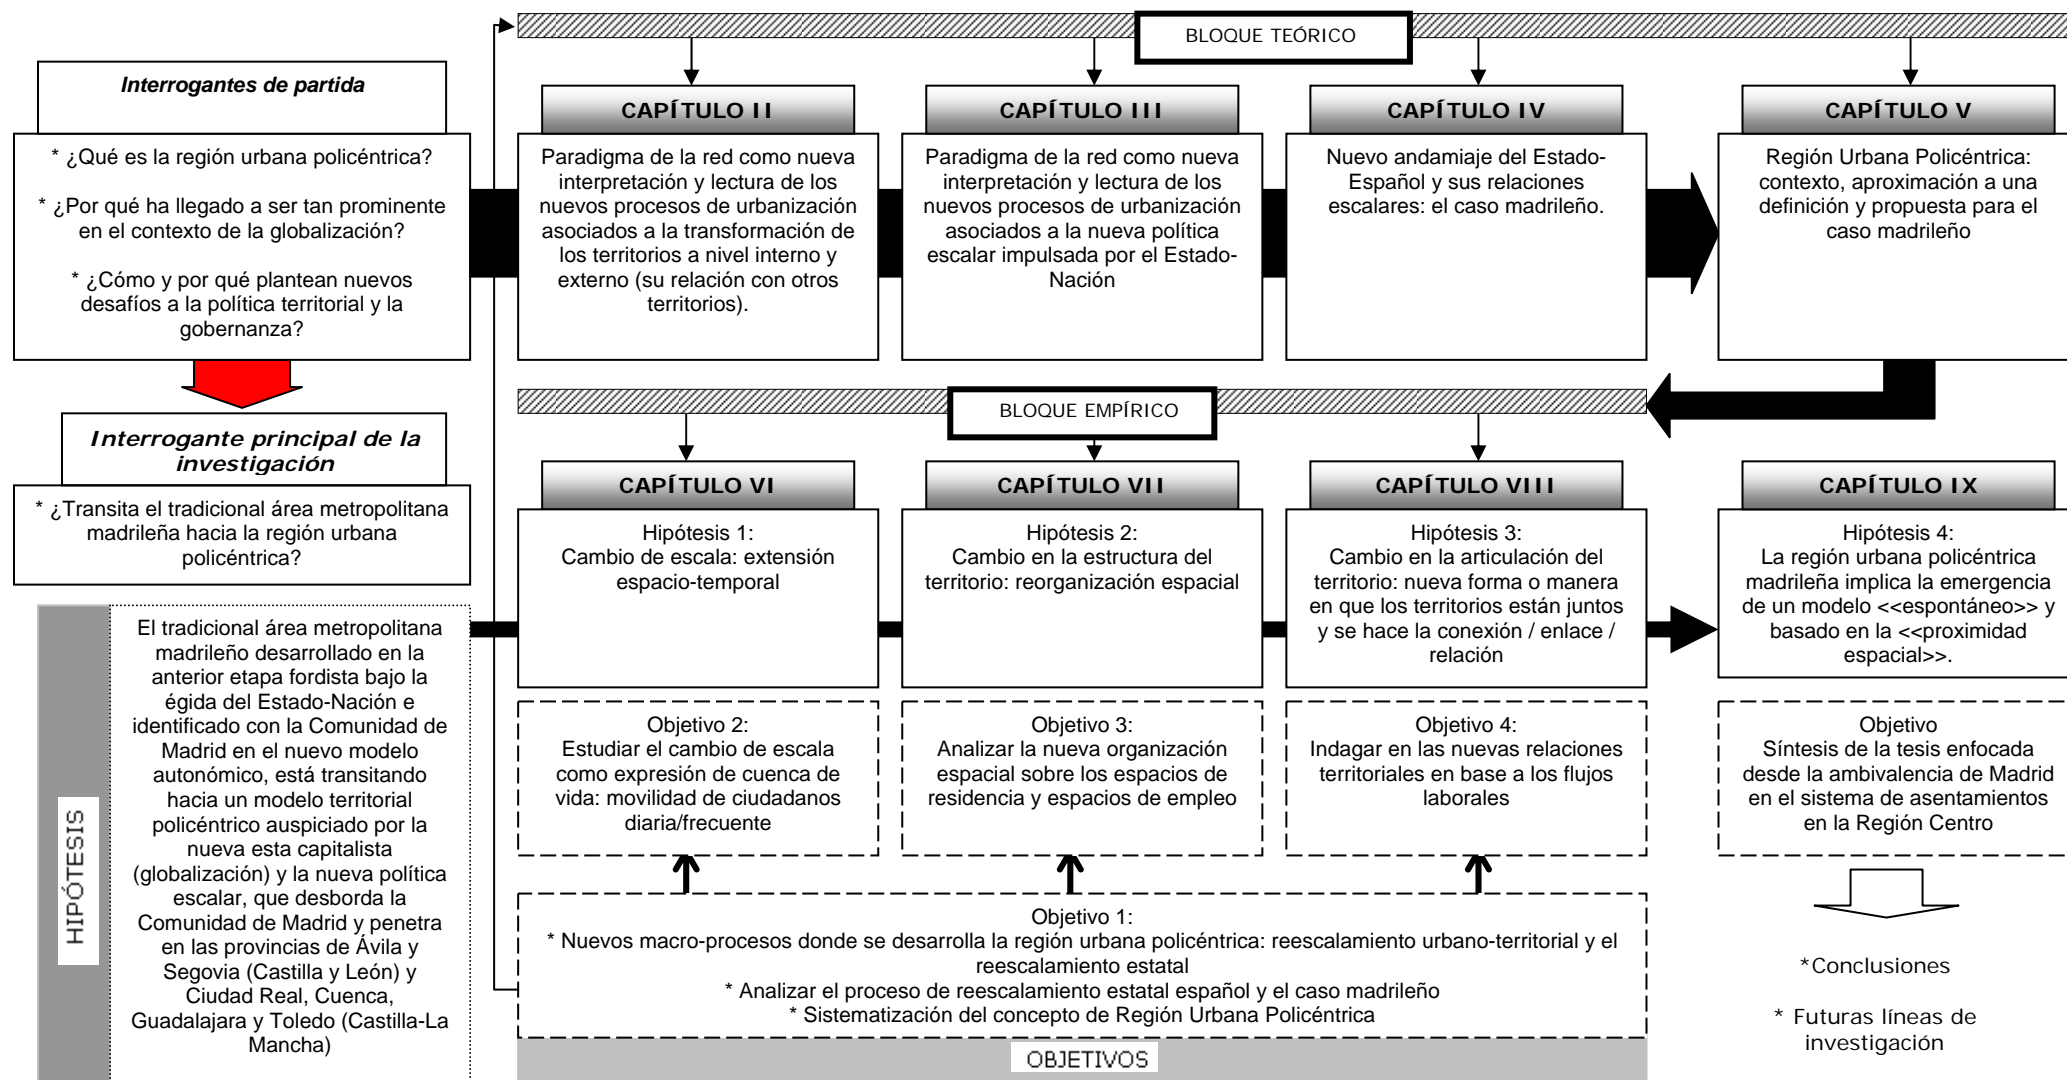 BLOQUE TEÓRICO
Interrogantes de partida
* ¿Qué es la región urbana policéntrica?
* ¿Por qué ha llegado a ser tan prominente
en el contexto de la globalización?
* ¿Cómo y por qué plantean nuevos
desafíos a la política territorial y la
gobernanza?
CAPÍTULO II
Paradigma de la red como nueva
interpretación y lectura de los
nuevos procesos de urbanización
asociados a la transformación de
los territorios a nivel interno y
externo (su relación con otros
territorios).
CAPÍTULO III
Paradigma de la red como nueva
interpretación y lectura de los
nuevos procesos de urbanización
asociados a la nueva política
escalar impulsada por el Estado-
Nación
CAPÍTULO IV
Nuevo andamiaje del Estado-
Español y sus relaciones
escalares: el caso madrileño.
CAPÍTULO V
Región Urbana Policéntrica:
contexto, aproximación a una
definición y propuesta para el
caso madrileño
Interrogante principal de la
investigación
* ¿Transita el tradicional área metropolitana
madrileña hacia la región urbana
policéntrica?
BLOQUE EMPÍRICO
CAPÍTULO VI
Hipótesis 1:
Cambio de escala: extensión
espacio-temporal
CAPÍTULO VII
Hipótesis 2:
Cambio en la estructura del
territorio: reorganización espacial
CAPÍTULO VIII
Hipótesis 3:
Cambio en la articulación del
territorio: nueva forma o manera
en que los territorios están juntos
y se hace la conexión / enlace /
relación
CAPÍTULO IX
Hipótesis 4:
La región urbana policéntrica
madrileña implica la emergencia
de un modelo <<espontáneo>> y
basado en la <<proximidad
espacial>>.
HIPÓTESIS
El tradicional área metropolitana
madrileño desarrollado en la
anterior etapa fordista bajo la
égida del Estado-Nación e
identificado con la Comunidad de
Madrid en el nuevo modelo
autonómico, está transitando
hacia un modelo territorial
policéntrico auspiciado por la
nueva esta capitalista
(globalización) y la nueva política
escalar, que desborda la
Comunidad de Madrid y penetra
en las provincias de Ávila y
Segovia (Castilla y León) y
Ciudad Real, Cuenca,
Guadalajara y Toledo (Castilla-La
Mancha)
Objetivo 2:
Estudiar el cambio de escala
como expresión de cuenca de
vida: movilidad de ciudadanos
diaria/frecuente
Objetivo 3:
Analizar la nueva organización
espacial sobre los espacios de
residencia y espacios de empleo
Objetivo 4:
Indagar en las nuevas relaciones
territoriales en base a los flujos
laborales
Objetivo
Síntesis de la tesis enfocada
desde la ambivalencia de Madrid
en el sistema de asentamientos
en la Región Centro
Objetivo 1:
* Nuevos macro-procesos donde se desarrolla la región urbana policéntrica: reescalamiento urbano-territorial y el
reescalamiento estatal
* Analizar el proceso de reescalamiento estatal español y el caso madrileño
* Sistematización del concepto de Región Urbana Policéntrica
OBJETIVOS
*Conclusiones
* Futuras líneas de
investigación